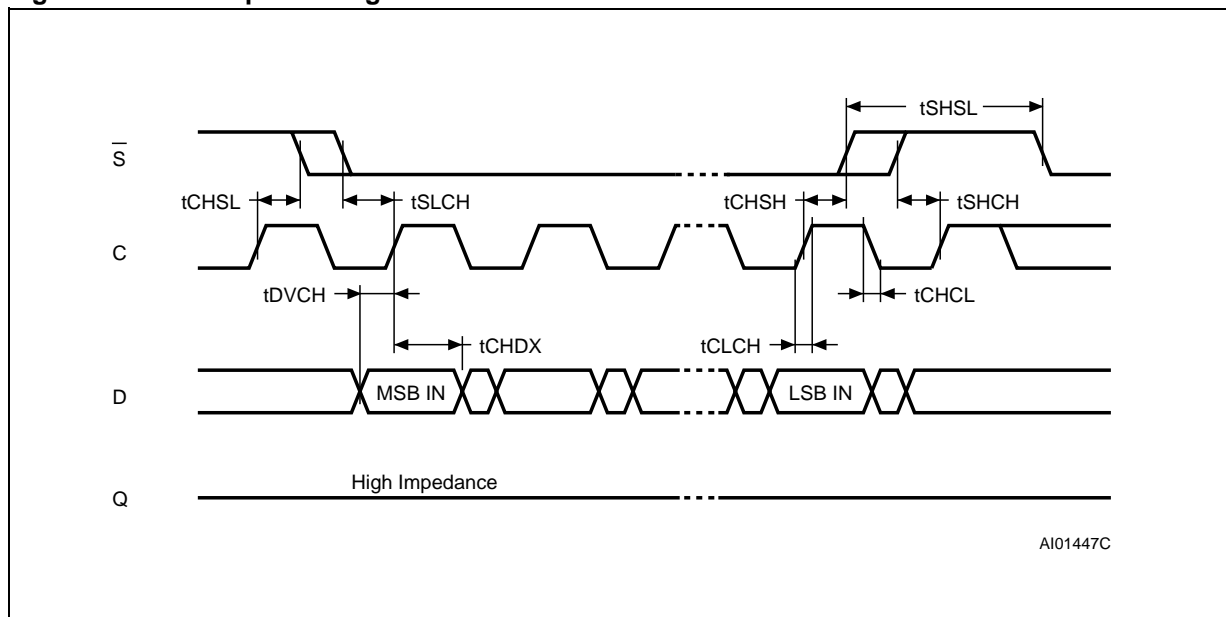 tSHSL
S
tCHSL
tSLCH
tCHSH
tSHCH
C
tDVCH
tCHCL
tCHDX
tCLCH
D
MSB IN
LSB IN
High Impedance
Q
AI01447C